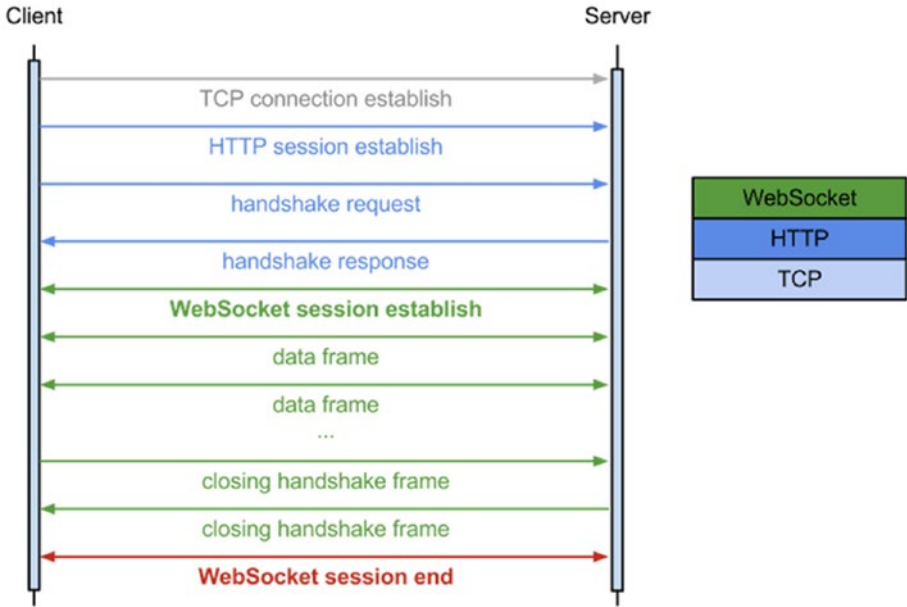 Client
Server
TCP connection establish
HTTP session establish
handshake request
handshake response
WebSocket session establish
data frame
data frame
...
closing handshake frame
closing handshake frame
WebSocket session end
WebSocket
HTTP
TCP